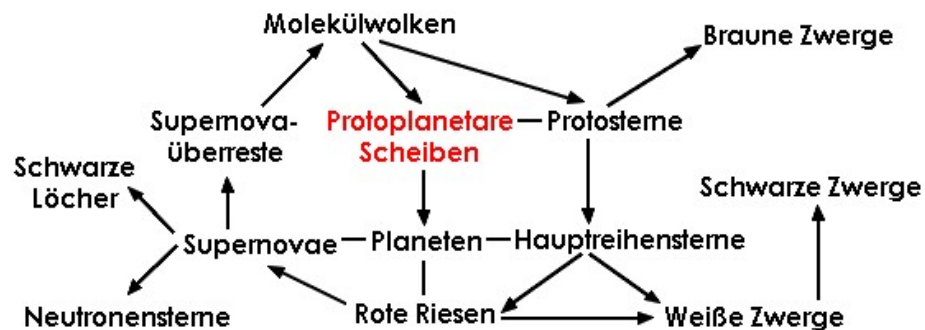 Molekülwolken
Braune Zwerge
Supernova-
überreste
Protoplanetare
Scheiben
Protosterne
Schwarze
Löcher
Schwarze Zwerge
Supernovae
Planeten
Hauptreihensterne
Neutronensterne
Rote Riesen
Weiße Zwerge